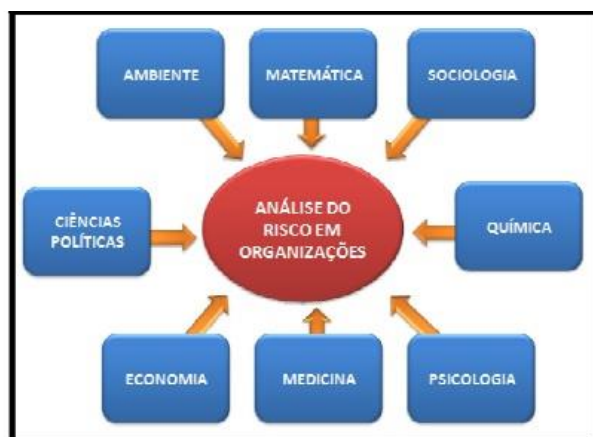 AMBIENTE
MATEMÁTICA
SOCIOLOGIA
CIÊNCIAS
POLÍTICAS
ANÁLISE DO
RISCO EM
ORGANIZAÇÕES
QUÍMICA
ECONOMIA
MEDICINA
PSICOLOGIA